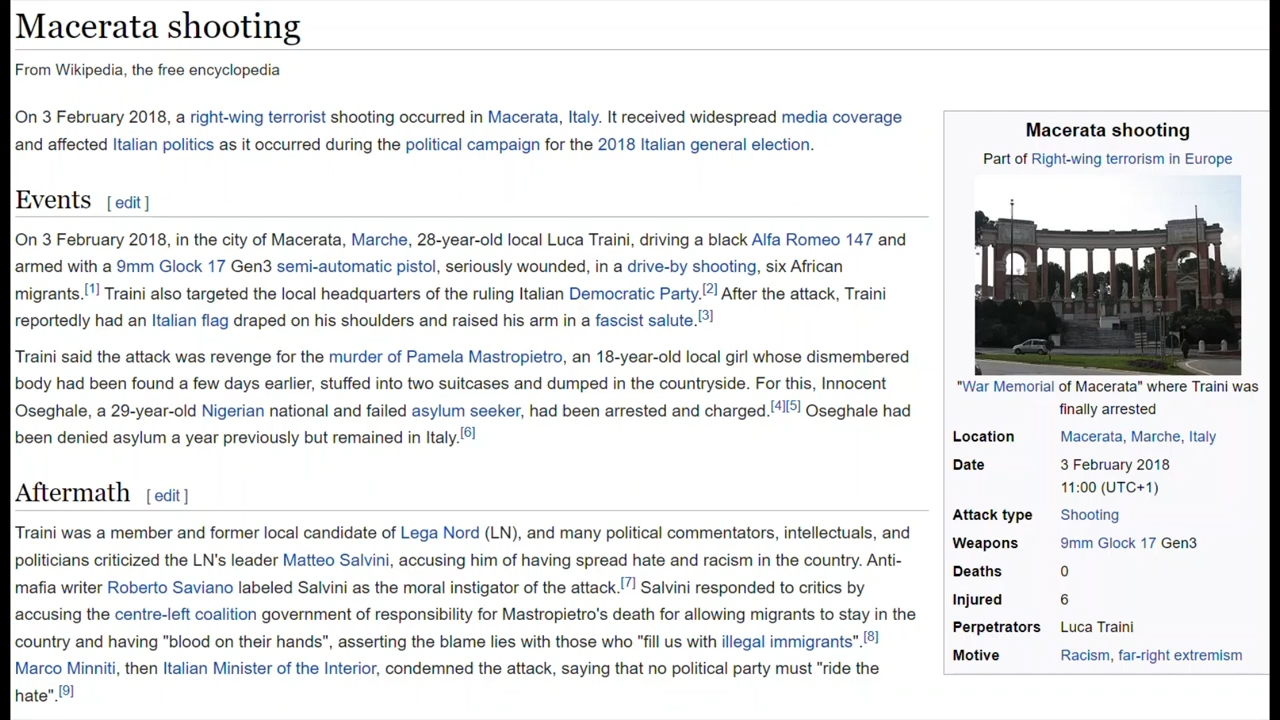 Macerata shooting
From Wikipedia, the free encyclopedia
On 3 February 2018, a right-wing terrorist shooting occurred in Macerata, Italy. It received widespread media coverage
and affected Italian politics as it occurred during the political campaign for the 2018 Italian general election.
Events [ edit ]
On 3 February 2018, in the city of Macerata, Marche, 28-year-old local Luca Traini, driving a black Alfa Romeo 147 and
armed with a 9mm Glock 17 Gen3 semi-automatic pistol, seriously wounded, in a drive-by shooting, six African
migrants.[1] Traini also targeted the local headquarters of the ruling Italian Democratic Party.[2] After the attack, Traini
reportedly had an Italian flag draped on his shoulders and raised his arm in a fascist salute.[3]
Traini said the attack was revenge for the murder of Pamela Mastropietro, an 18-year-old local girl whose dismembered
body had been found a few days earlier, stuffed into two suitcases and dumped in the countryside. For this, Innocent
Oseghale, a 29-year-old Nigerian national and failed asylum seeker, had been arrested and charged.[4][5] Oseghale had
been denied asylum a year previously but remained in Italy.[6]
Aftermath [ edit ]
Traini was a member and former local candidate of Lega Nord (LN), and many political commentators, intellectuals, and
politicians criticized the LN's leader Matteo Salvini, accusing him of having spread hate and racism in the country. Anti-
mafia writer Roberto Saviano labeled Salvini as the moral instigator of the attack.[7] Salvini responded to critics by
accusing the centre-left coalition government of responsibility for Mastropietro's death for allowing migrants to stay in the
country and having "blood on their hands", asserting the blame lies with those who "fill us with illegal immigrants".[8]
Marco Minniti, then Italian Minister of the Interior, condemned the attack, saying that no political party must "ride the
hate".[9]
Macerata shooting
Part of Right-wing terrorism in Europe
"War Memorial of Macerata" where Traini was
finally arrested
Location Macerata, Marche, Italy
Date 3 February 2018
11:00 (UTC+1)
Attack type Shooting
Weapons 9mm Glock 17 Gen3
Deaths 0
Injured 6
Perpetrators Luca Traini
Motive Racism, far-right extremism